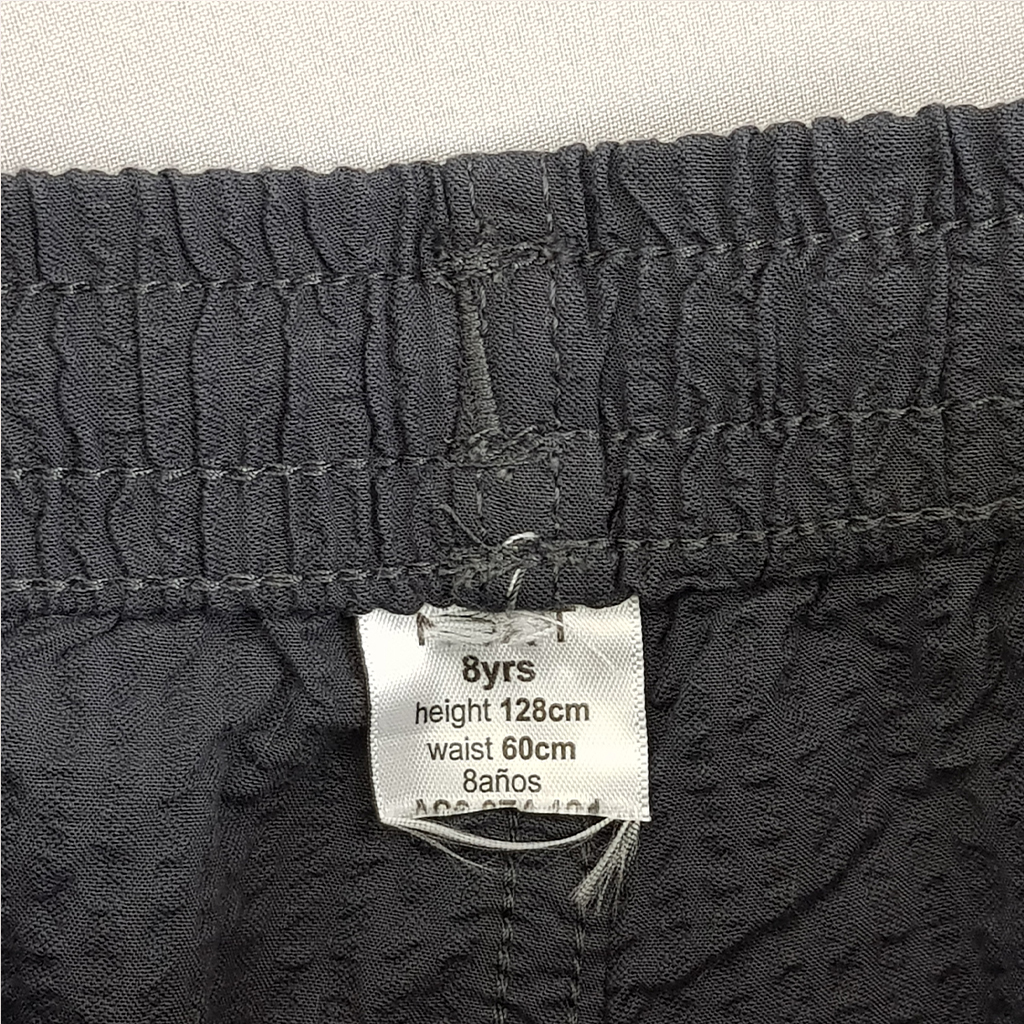 8yrs
height 128cm
waist 60cm
8años